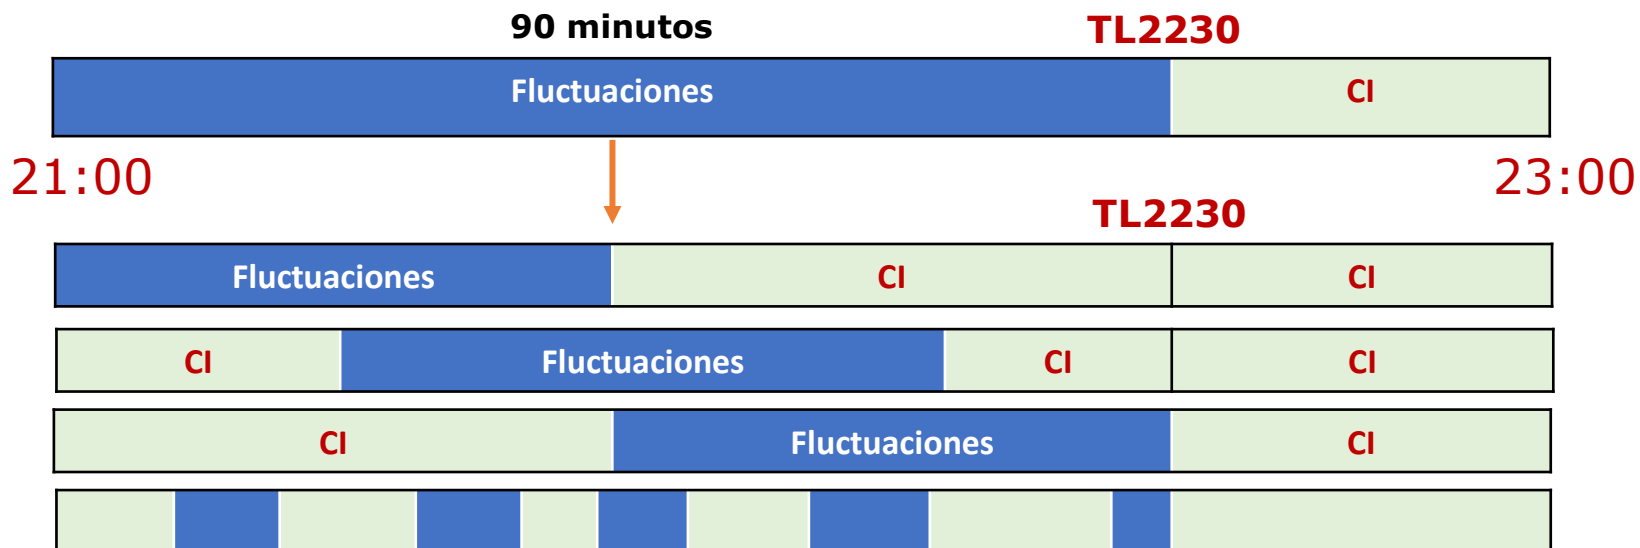 90 minutos TL2230
Fluctuaciones CI
21:00 23:00
TL2230
Fluctuaciones CI CI
CI Fluctuaciones CI CI
CI Fluctuaciones CI